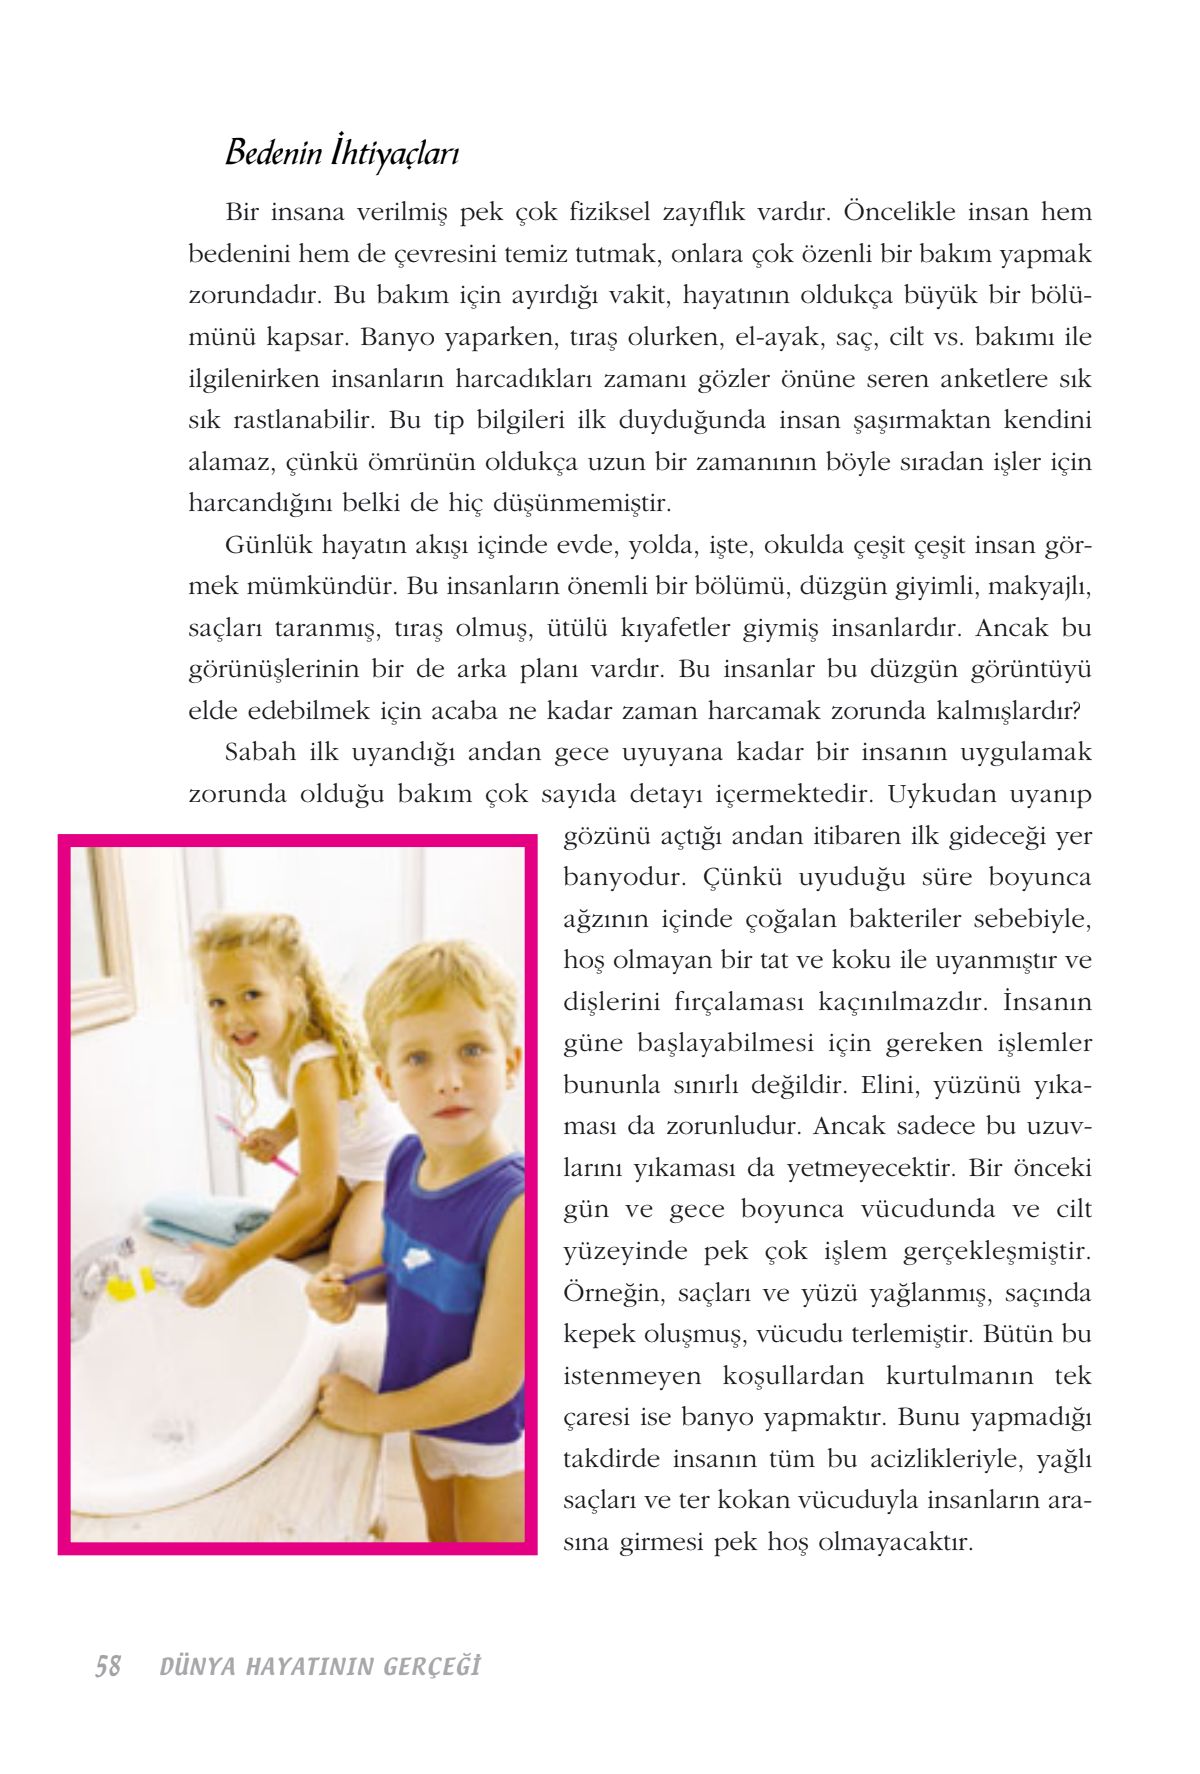 Bedenin İhtiyaçları
Bir insana verilmiş pek çok fiziksel zayıflık vardır. Öncelikle insan hem
bedenini hem de çevresini temiz tutmak, onlara çok özenli bir bakım yapmak
zorundadır. Bu bakım için ayırdığı vakit, hayatının oldukça büyük bir bölü-
münü kapsar. Banyo yaparken, tıraş olurken, el-ayak, saç, cilt vs. bakımı ile
ilgilenirken insanların harcadıkları zamanı gözler önüne seren anketlere sık
sık rastlanabilir. Bu tip bilgileri ilk duyduğunda insan şaşırmaktan kendini
alamaz, çünkü ömrünün oldukça uzun bir zamanının böyle sıradan işler için
harcandığını belki de hiç düşünmemiştir.
Günlük hayatın akışı içinde evde, yolda, işte, okulda çeşit çeşit insan gör-
mek mümkündür. Bu insanların önemli bir bölümü, düzgün giyimli, makyajlı,
saçları taranmış, tıraş olmuş, ütülü kıyafetler giymiş insanlardır. Ancak bu
görünüşlerinin bir de arka planı vardır. Bu insanlar bu düzgün görüntüyü
elde edebilmek için acaba ne kadar zaman harcamak zorunda kalmışlardır?
Sabah ilk uyandığı andan gece uyuyana kadar bir insanın uygulamak
zorunda olduğu bakım çok sayıda detayı içermektedir. Uykudan uyanıp
gözünü açtığı andan itibaren ilk gideceği yer
banyodur. Çünkü uyuduğu süre boyunca
ağzının içinde çoğalan bakteriler sebebiyle,
hoş olmayan bir tat ve koku ile uyanmıştır ve
dişlerini fırçalaması kaçınılmazdır. İnsanın
güne başlayabilmesi için gereken işlemler
bununla sınırlı değildir. Elini, yüzünü yıka-
ması da zorunludur. Ancak sadece bu uzuv-
larını yıkaması da yetmeyecektir. Bir önceki
gün ve gece boyunca vücudunda ve cilt
yüzeyinde pek çok işlem gerçekleşmiştir.
Örneğin, saçları ve yüzü yağlanmış, saçında
kepek oluşmuş, vücudu terlemiştir. Bütün bu
istenmeyen koşullardan kurtulmanın tek
çaresi ise banyo yapmaktır. Bunu yapmadığı
takdirde insanın tüm bu acizlikleriyle, yağlı
saçları ve ter kokan vücuduyla insanların ara-
sına girmesi pek hoş olmayacaktır.
58 DÜNYA HAYATININ GERÇEĞİ